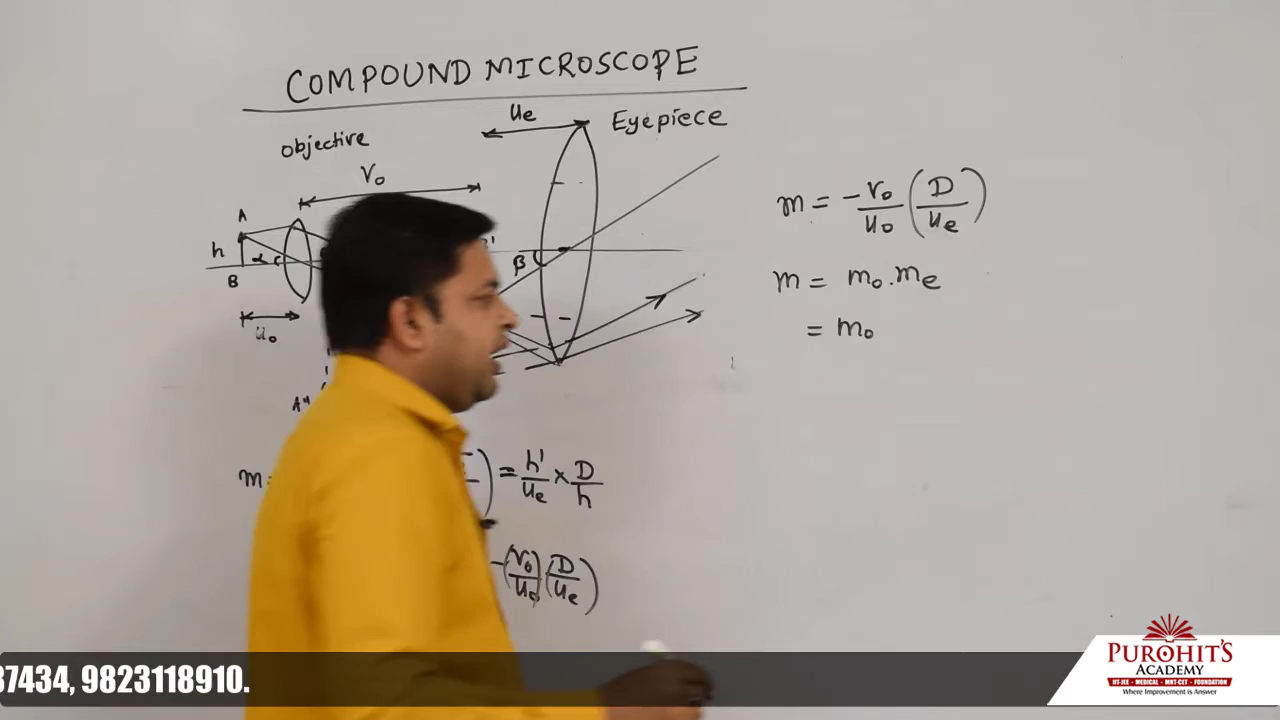 COMPOUND MICROSCOPE
objective
ue
Eyepiece
vo
A
h
α
B
uo
A"
β
m = -vo/uo (D/ue)
m = mo.me
= mo
m = 
) = h'/ue × D/h
-(vo/uo)(D/ue)
37434, 9823118910.
PUROHIT'S
ACADEMY
IIT-JEE - MEDICAL - MHT-CET - FOUNDATION
Where Improvement is Answer